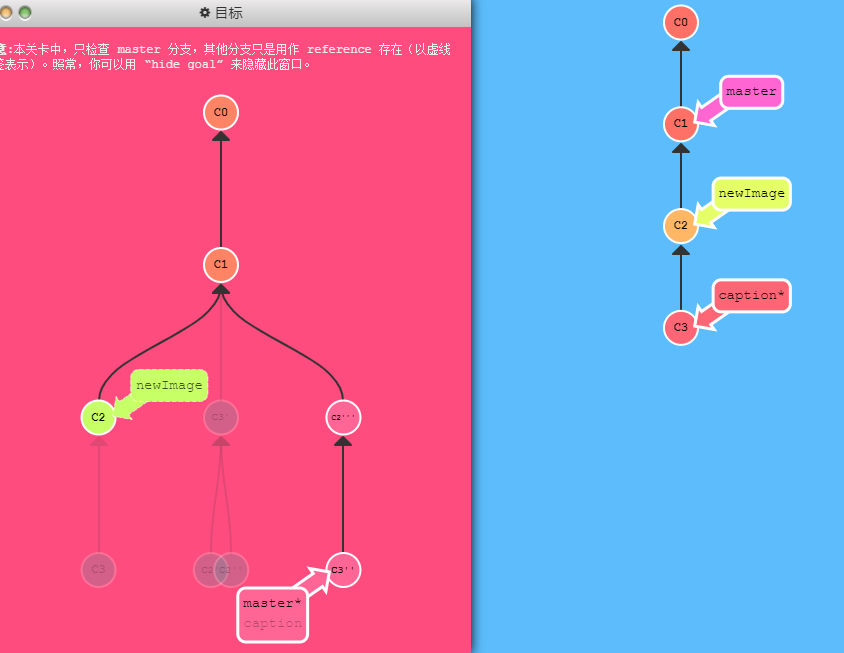 目标
意:本关卡中，只检查 master 分支，其他分支只是用作 reference 存在（以虚线
签表示）。照常，你可以用 “hide goal” 来隐藏此窗口。
C0
C1
newImage
C2
C3'
C2'''
C3
C3''
master*
caption
C0
master
C1
newImage
C2
caption*
C3